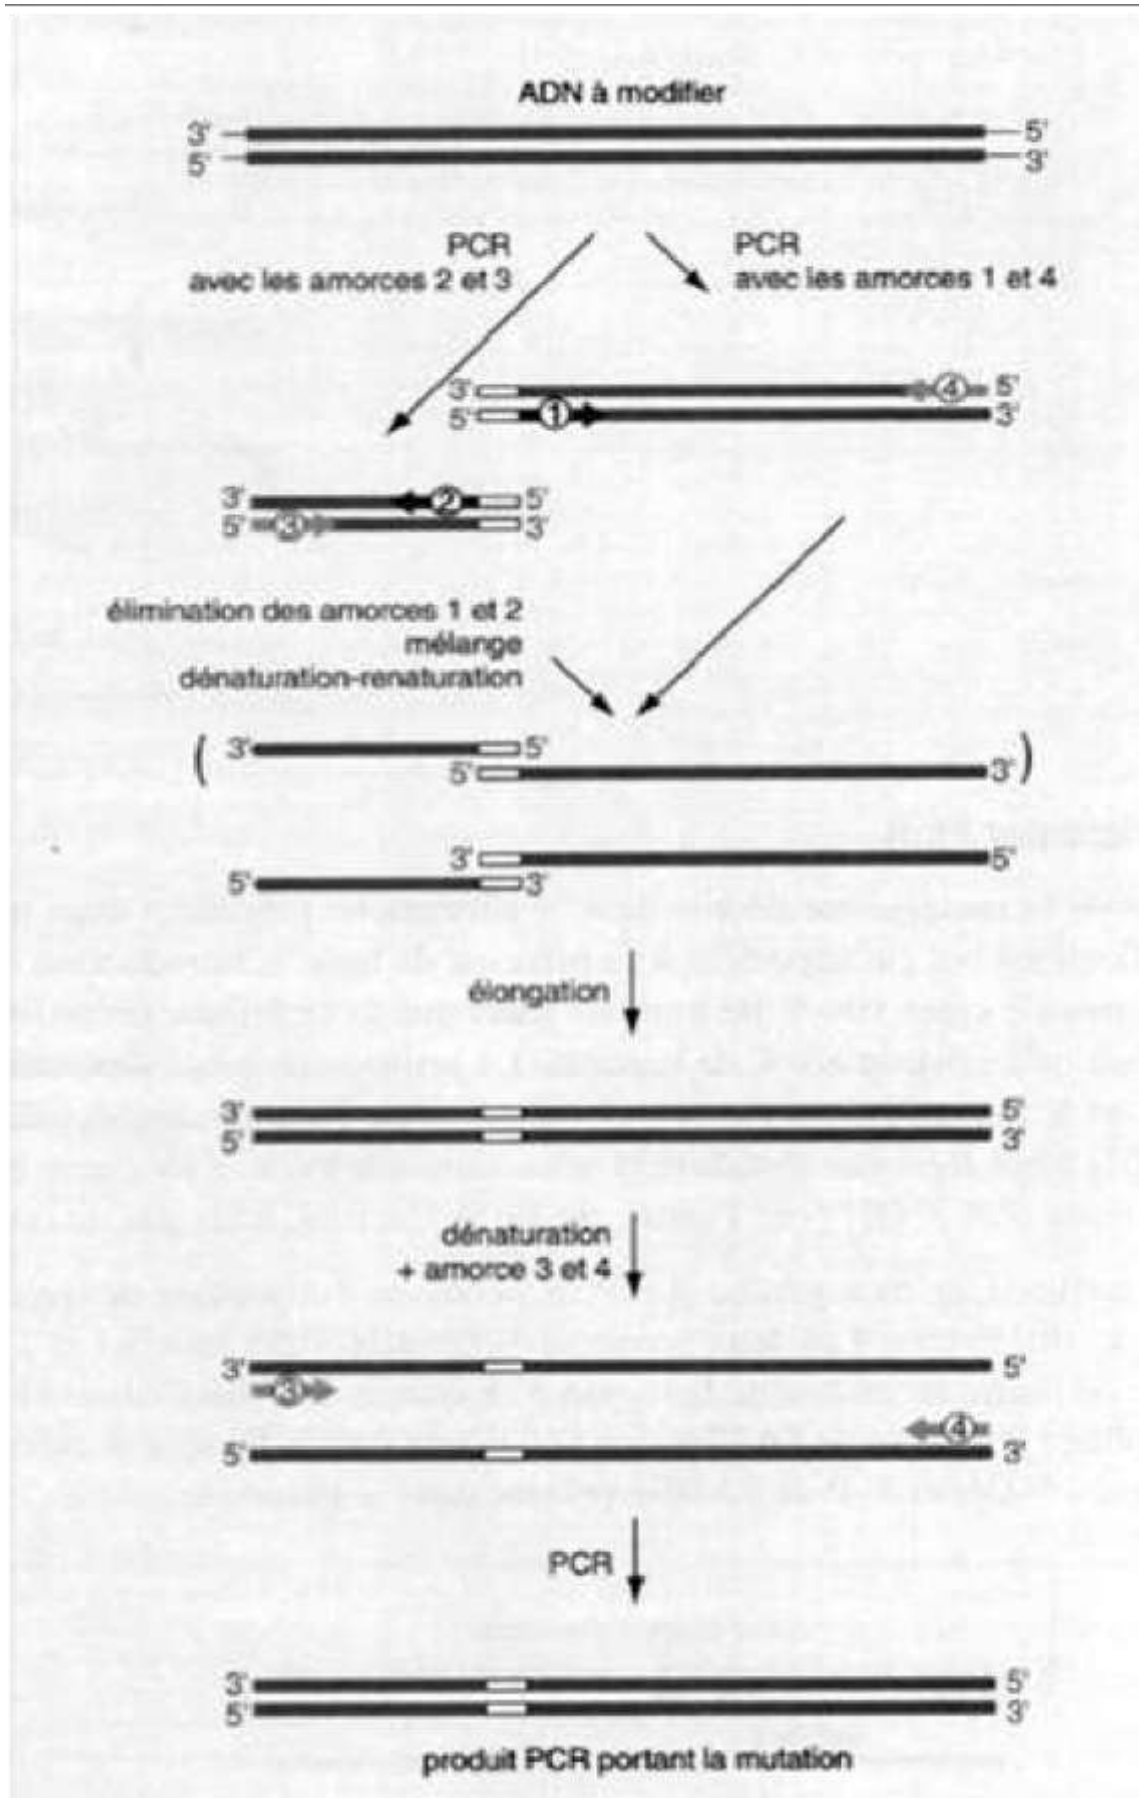 ADN à modifier
3' 5'
5' 3'
PCR PCR
avec les amorces 2 et 3 avec les amorces 1 et 4
3' 4 5'
5' 1 3'
3' 2 5'
5' 3 3'
élimination des amorces 1 et 2
mélange
dénaturation-renaturation
( 3' 5'
5' 3' )
3' 5'
5' 3'
élongation
3' 5'
5' 3'
dénaturation
+ amorce 3 et 4
3' 5'
3
4
5' 3'
PCR
3' 5'
5' 3'
produit PCR portant la mutation